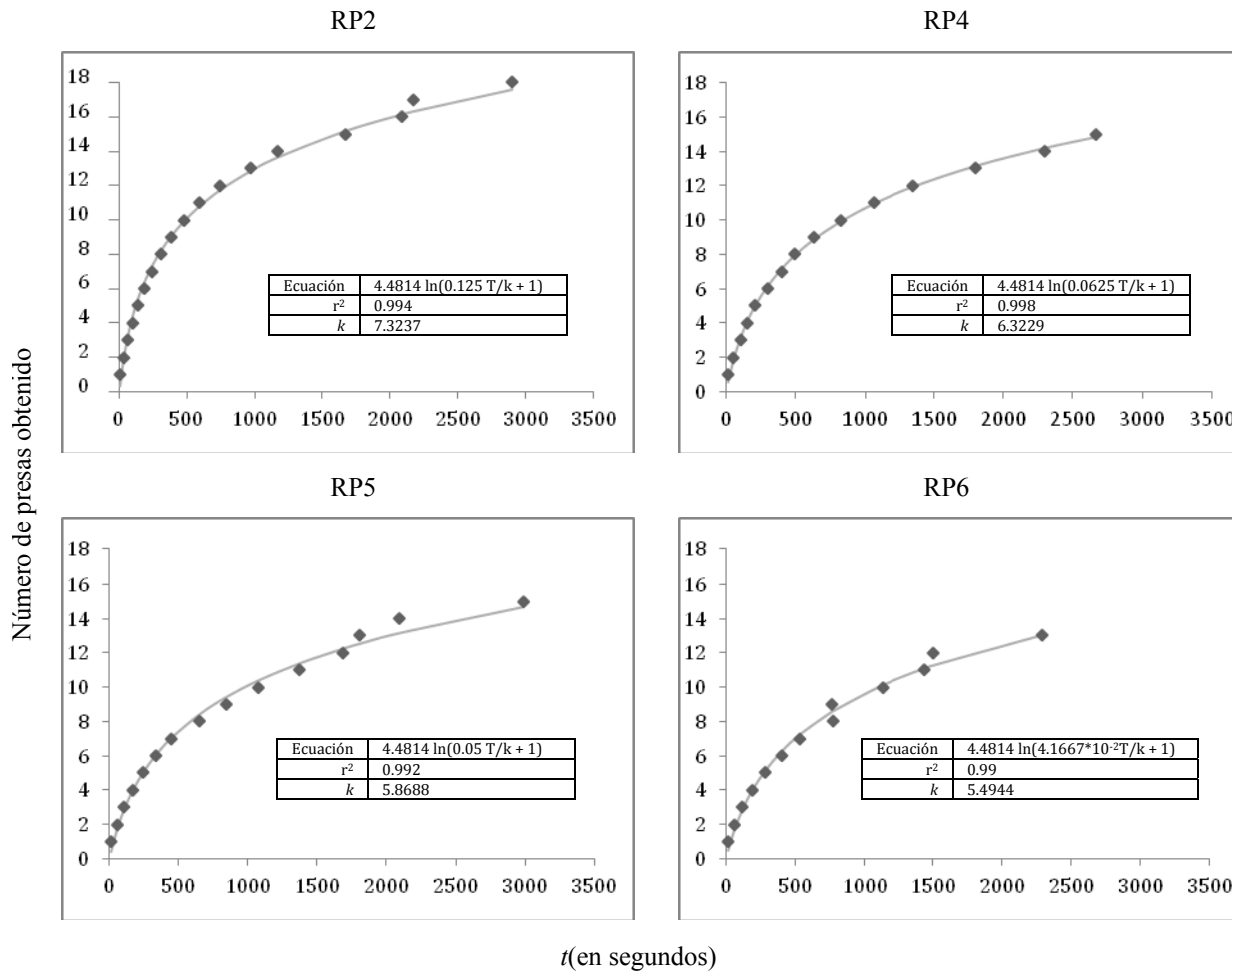 RP2
18
16
14
12
10
8
6
4
2
0
0 500 1000 1500 2000 2500 3000 3500
Ecuación 4.4814 ln(0.125 T/k + 1)
r² 0.994
k 7.3237
RP4
18
16
14
12
10
8
6
4
2
0
0 500 1000 1500 2000 2500 3000 3500
Ecuación 4.4814 ln(0.0625 T/k + 1)
r² 0.998
k 6.3229
Número de presas obtenido
RP5
18
16
14
12
10
8
6
4
2
0
0 500 1000 1500 2000 2500 3000 3500
Ecuación 4.4814 ln(0.05 T/k + 1)
r² 0.992
k 5.8688
RP6
18
16
14
12
10
8
6
4
2
0
0 500 1000 1500 2000 2500 3000 3500
Ecuación 4.4814 ln(4.1667*10⁻²T/k + 1)
r² 0.99
k 5.4944
t(en segundos)